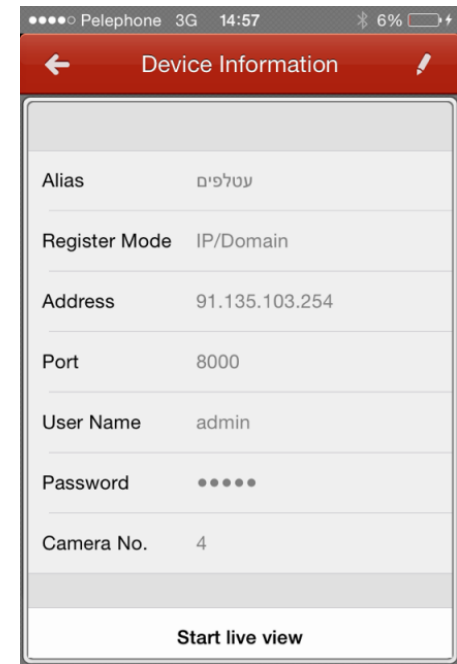 Pelephone 3G 14:57 6%
Device Information
Alias עטלפים
Register Mode IP/Domain
Address 91.135.103.254
Port 8000
User Name admin
Password •••••
Camera No. 4
Start live view